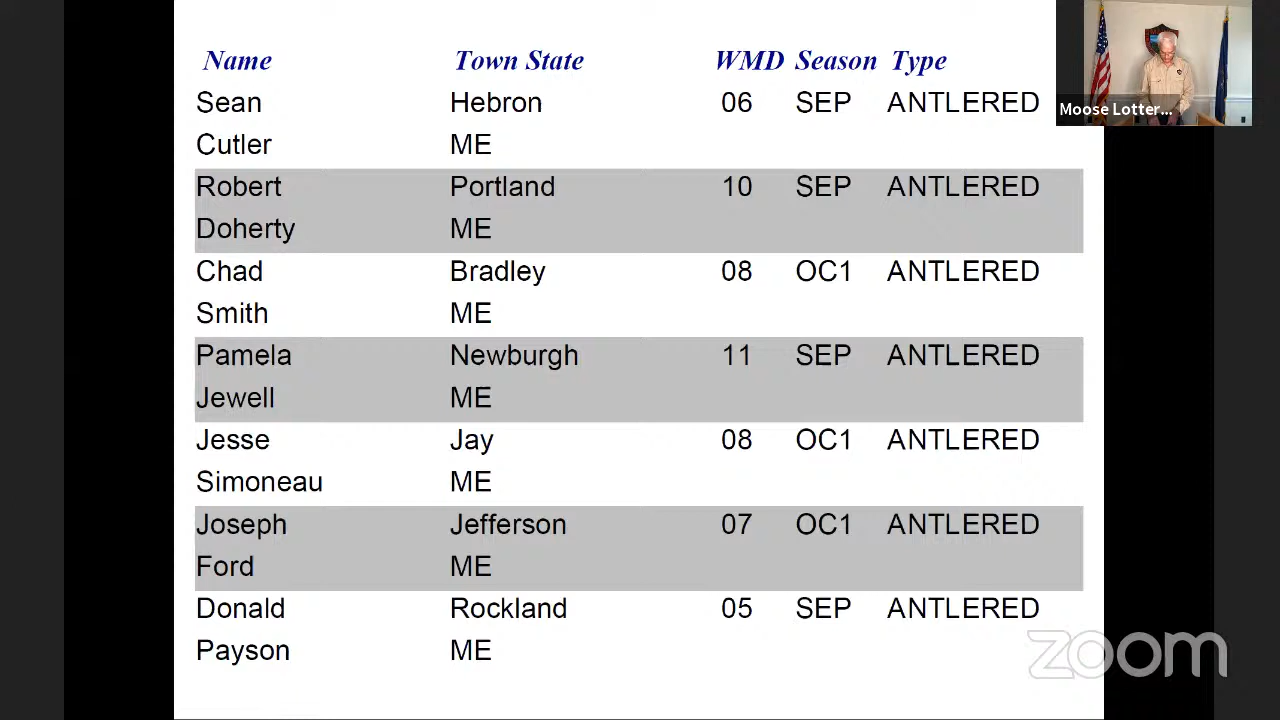 Name Town State WMD Season Type
Sean Hebron 06 SEP ANTLERED
Cutler ME
Robert Portland 10 SEP ANTLERED
Doherty ME
Chad Bradley 08 OC1 ANTLERED
Smith ME
Pamela Newburgh 11 SEP ANTLERED
Jewell ME
Jesse Jay 08 OC1 ANTLERED
Simoneau ME
Joseph Jefferson 07 OC1 ANTLERED
Ford ME
Donald Rockland 05 SEP ANTLERED
Payson ME
Moose Lotter...
zoom